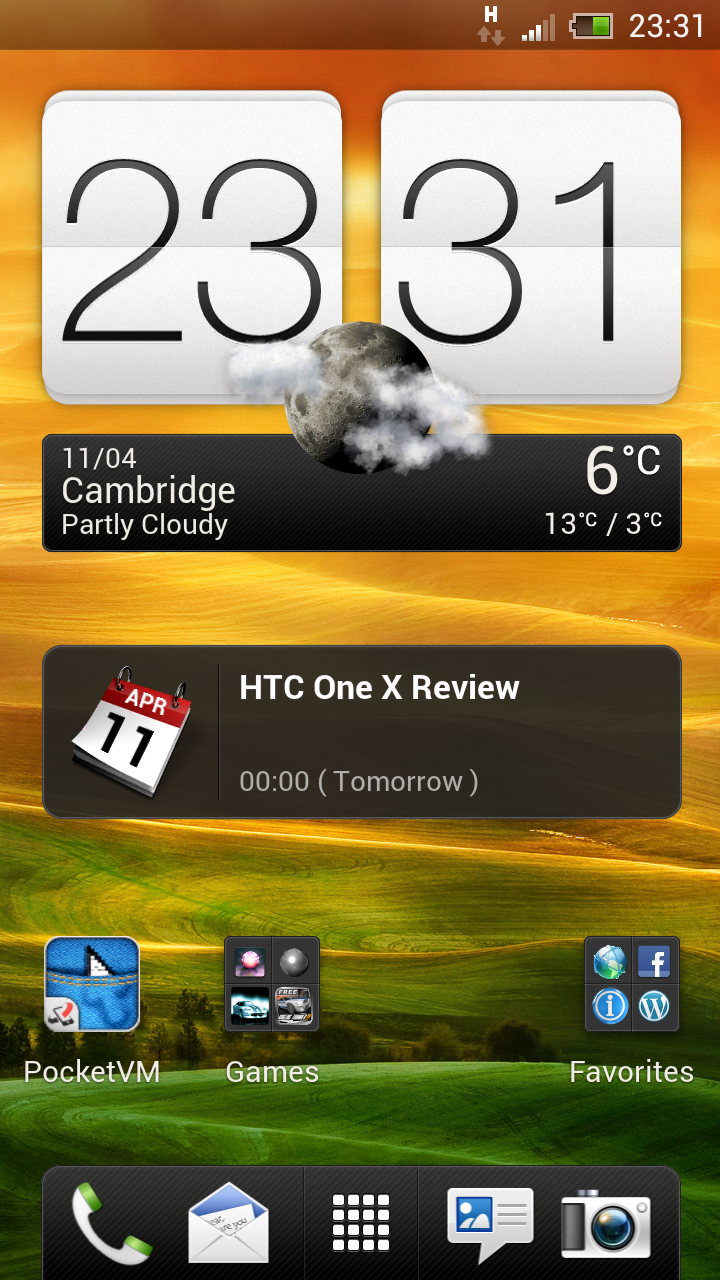 H
23:31
23 31
11/04
Cambridge
Partly Cloudy
6°C
13°C / 3°C
APR
11
HTC One X Review
00:00 ( Tomorrow )
FREE
PocketVM
Games
Favorites